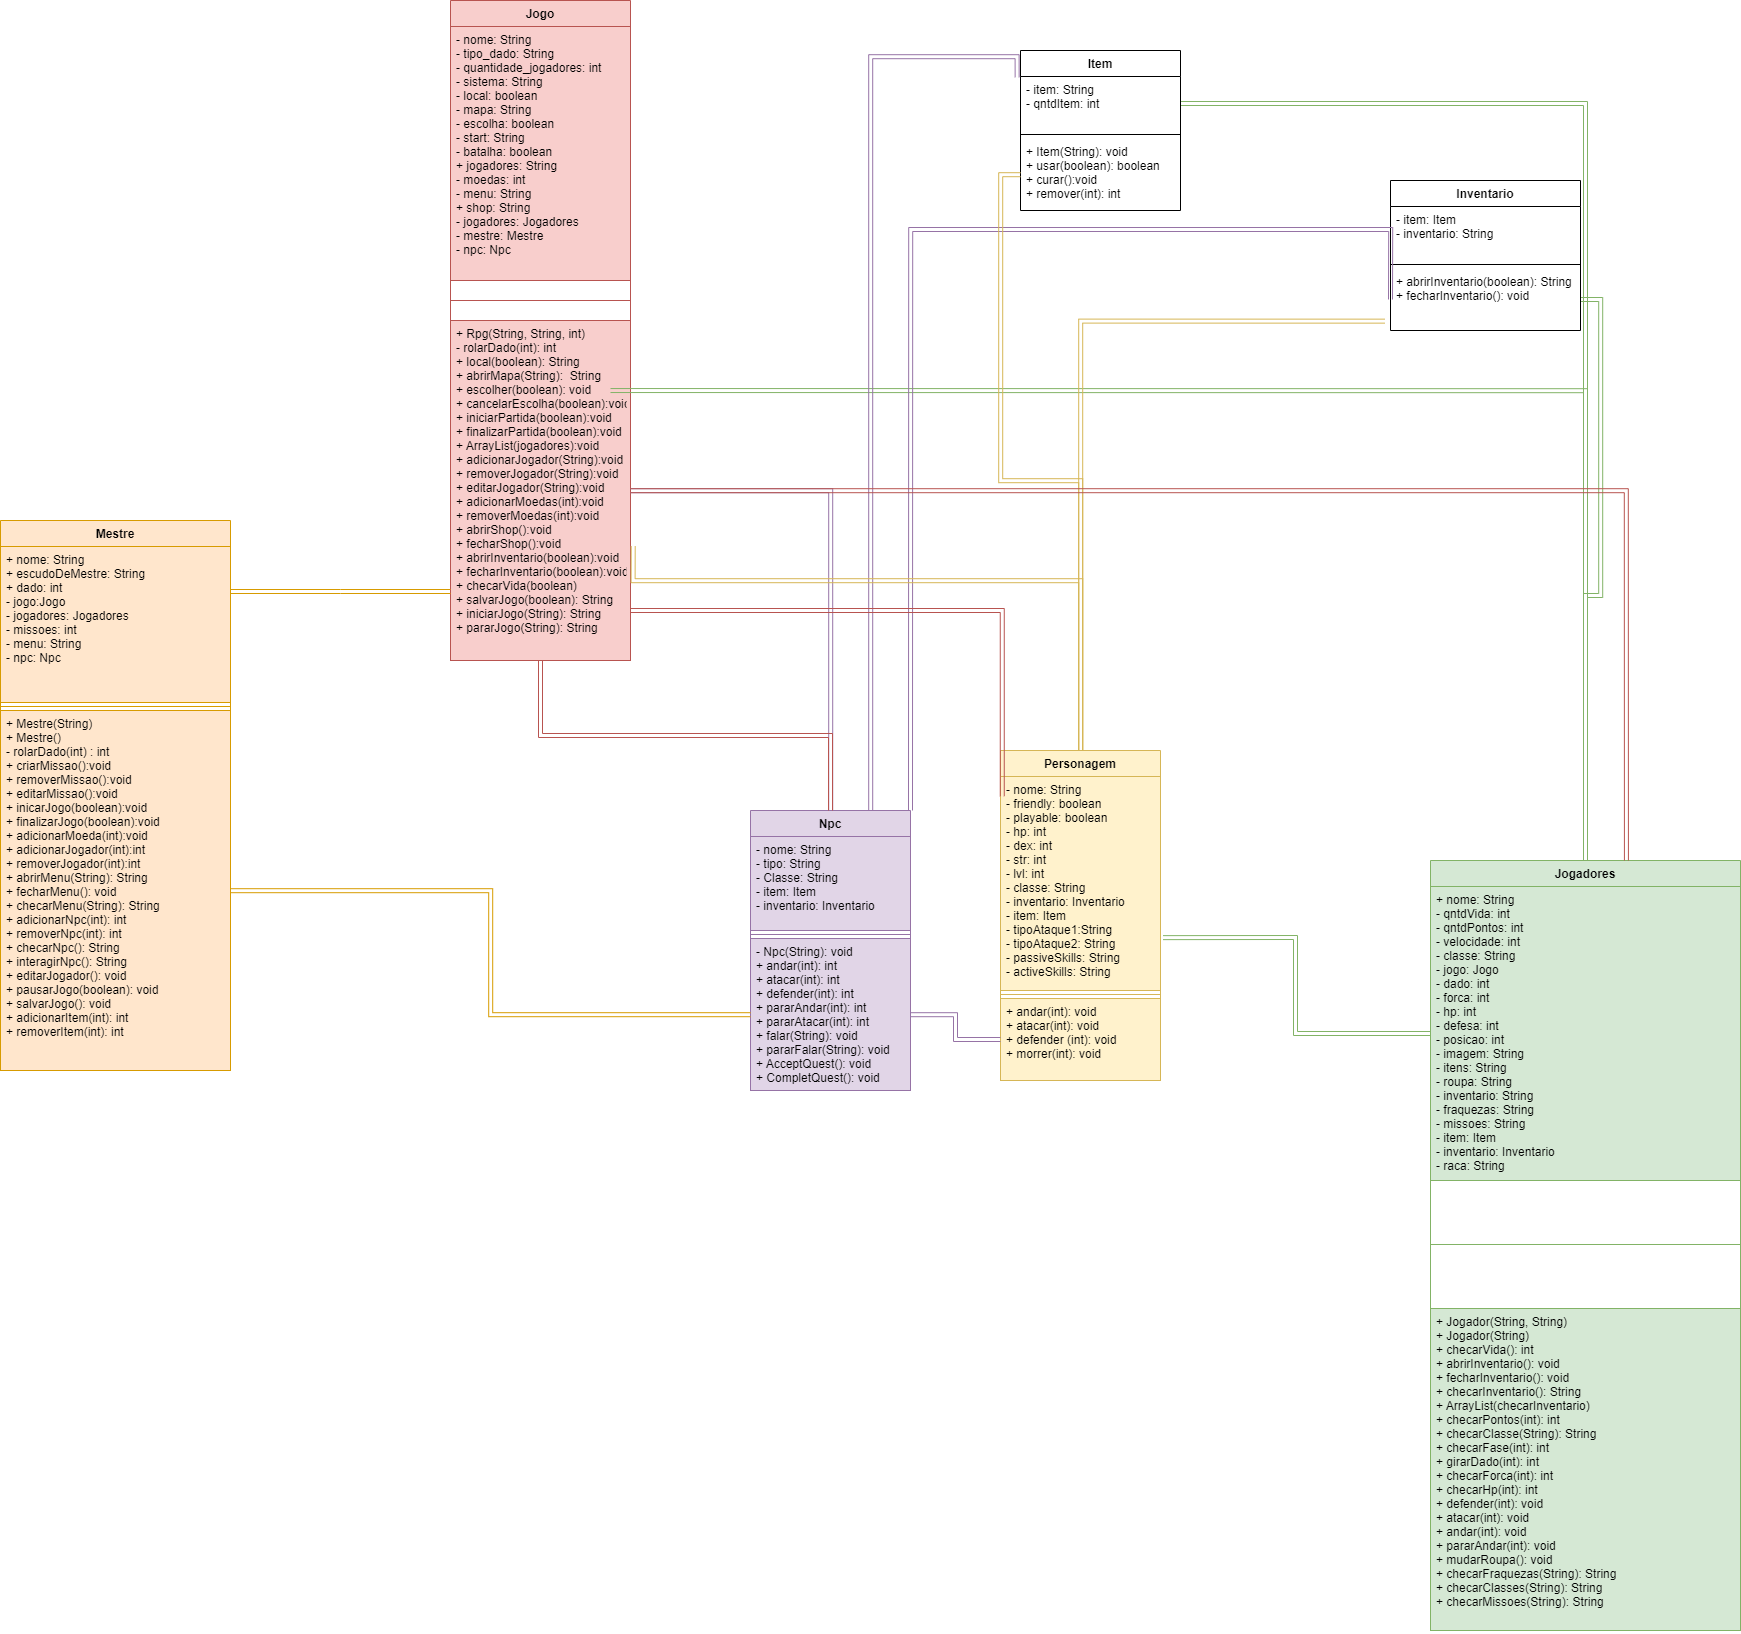 Jogo
- nome: String
- tipo_dado: String
- quantidade_jogadores: int
- sistema: String
- local: boolean
- mapa: String
- escolha: boolean
- start: String
- batalha: boolean
+ jogadores: String
- moedas: int
- menu: String
+ shop: String
- jogadores: Jogadores
- mestre: Mestre
- npc: Npc
+ Rpg(String, String, int)
- rolarDado(int): int
+ local(boolean): String
+ abrirMapa(String):  String
+ escolher(boolean): void
+ cancelarEscolha(boolean):void
+ iniciarPartida(boolean):void
+ finalizarPartida(boolean):void
+ ArrayList(jogadores):void
+ adicionarJogador(String):void
+ removerJogador(String):void
+ editarJogador(String):void
+ adicionarMoedas(int):void
+ removerMoedas(int):void
+ abrirShop():void
+ fecharShop():void
+ abrirInventario(boolean):void
+ fecharInventario(boolean):void
+ checarVida(boolean)
+ salvarJogo(boolean): String
+ iniciarJogo(String): String
+ pararJogo(String): String
Item
- item: String
- qntdItem: int
+ Item(String): void
+ usar(boolean): boolean
+ curar():void
+ remover(int): int
Inventario
- item: Item
- inventario: String
+ abrirInventario(boolean): String
+ fecharInventario(): void
Mestre
+ nome: String
+ escudoDeMestre: String
+ dado: int
- jogo:Jogo
- jogadores: Jogadores
- missoes: int
- menu: String
- npc: Npc
+ Mestre(String)
+ Mestre()
- rolarDado(int) : int
+ criarMissao():void
+ removerMissao():void
+ editarMissao():void
+ inicarJogo(boolean):void
+ finalizarJogo(boolean):void
+ adicionarMoeda(int):void
+ adicionarJogador(int):int
+ removerJogador(int):int
+ abrirMenu(String): String
+ fecharMenu(): void
+ checarMenu(String): String
+ adicionarNpc(int): int
+ removerNpc(int): int
+ checarNpc(): String
+ interagirNpc(): String
+ editarJogador(): void
+ pausarJogo(boolean): void
+ salvarJogo(): void
+ adicionarItem(int): int
+ removerItem(int): int
Npc
- nome: String
- tipo: String
- Classe: String
- item: Item
- inventario: Inventario
- Npc(String): void
+ andar(int): int
+ atacar(int): int
+ defender(int): int
+ pararAndar(int): int
+ pararAtacar(int): int
+ falar(String): void
+ pararFalar(String): void
+ AcceptQuest(): void
+ CompletQuest(): void
Personagem
- nome: String
- friendly: boolean
- playable: boolean
- hp: int
- dex: int
- str: int
- lvl: int
- classe: String
- inventario: Inventario
- item: Item
- tipoAtaque1:String
- tipoAtaque2: String
- passiveSkills: String
- activeSkills: String
+ andar(int): void
+ atacar(int): void
+ defender (int): void
+ morrer(int): void
Jogadores
+ nome: String
- qntdVida: int
- qntdPontos: int
- velocidade: int
- classe: String
- jogo: Jogo
- dado: int
- forca: int
- hp: int
- defesa: int
- posicao: int
- imagem: String
- itens: String
- roupa: String
- inventario: String
- fraquezas: String
- missoes: String
- item: Item
- inventario: Inventario
- raca: String
+ Jogador(String, String)
+ Jogador(String)
+ checarVida(): int
+ abrirInventario(): void
+ fecharInventario(): void
+ checarInventario(): String
+ ArrayList(checarInventario)
+ checarPontos(int): int
+ checarClasse(String): String
+ checarFase(int): int
+ girarDado(int): int
+ checarForca(int): int
+ checarHp(int): int
+ defender(int): void
+ atacar(int): void
+ andar(int): void
+ pararAndar(int): void
+ mudarRoupa(): void
+ checarFraquezas(String): String
+ checarClasses(String): String
+ checarMissoes(String): String